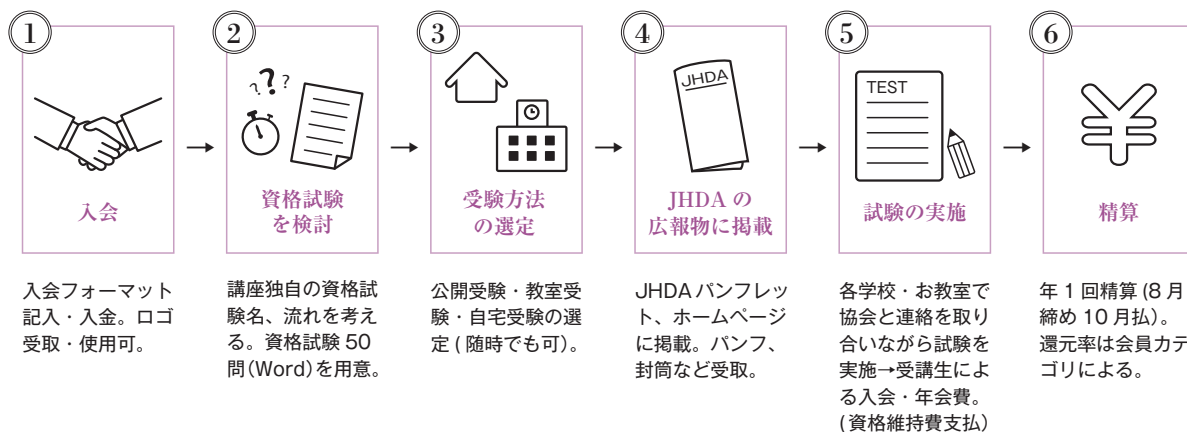 1
入会
入会フォーマット
記入・入金。ロゴ
受取・使用可。
2
???
資格試験
を検討
講座独自の資格試
験名、流れを考え
る。資格試験 50
問(Word)を用意。
3
受験方法
の選定
公開受験・教室受
験・自宅受験の選
定 ( 随時でも可)。
4
JHDA
JHDA の
広報物に掲載
JHDA パンフレッ
ト、ホームページ
に掲載。パンフ、
封筒など受取。
5
TEST
試験の実施
各学校・お教室で
協会と連絡を取り
合いながら試験を
実施→受講生によ
る入会・年会費。
(資格維持費支払)
6
¥
精算
年 1 回精算 (8 月
締め 10 月払)。
還元率は会員カテ
ゴリによる。